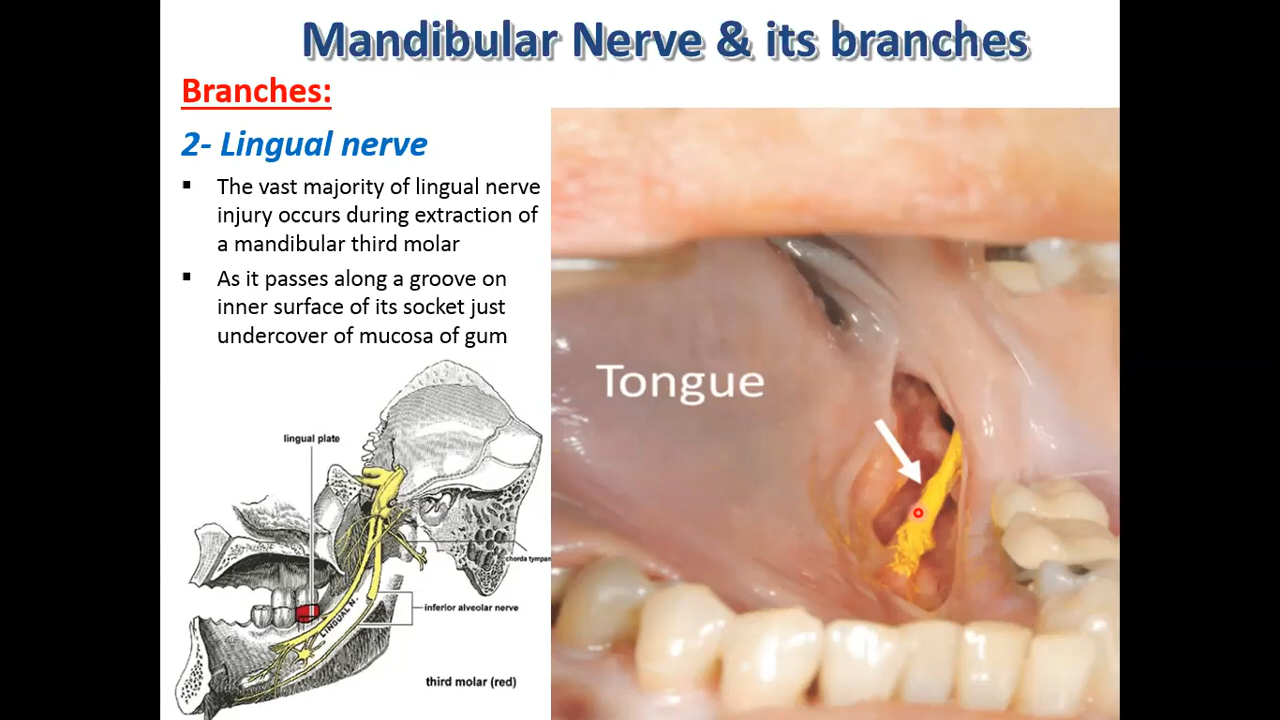 Mandibular Nerve & its branches
Branches:
2- Lingual nerve
▪ The vast majority of lingual nerve
injury occurs during extraction of
a mandibular third molar
▪ As it passes along a groove on
inner surface of its socket just
undercover of mucosa of gum
lingual plate
chorda tympan
inferior alveolar nerve
LINGUAL N.
third molar (red)
Tongue